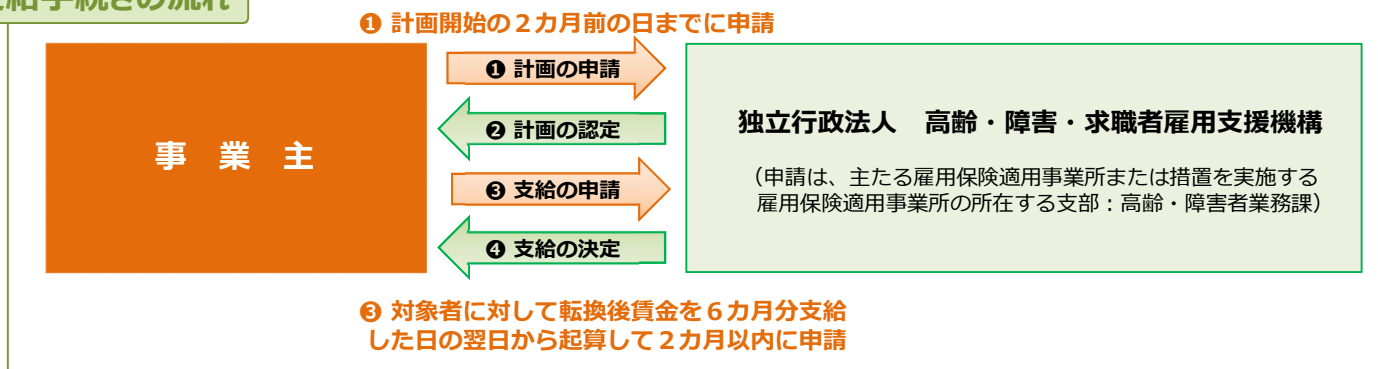 給手続きの流れ
❶ 計画開始の２カ月前の日までに申請
❶ 計画の申請
❷ 計画の認定
❸ 支給の申請
❹ 支給の決定
事　業　主
独立行政法人　高齢・障害・求職者雇用支援機構
（申請は、主たる雇用保険適用事業所または措置を実施する
雇用保険適用事業所の所在する支部：高齢・障害者業務課）
❸ 対象者に対して転換後賃金を６カ月分支給
した日の翌日から起算して２カ月以内に申請